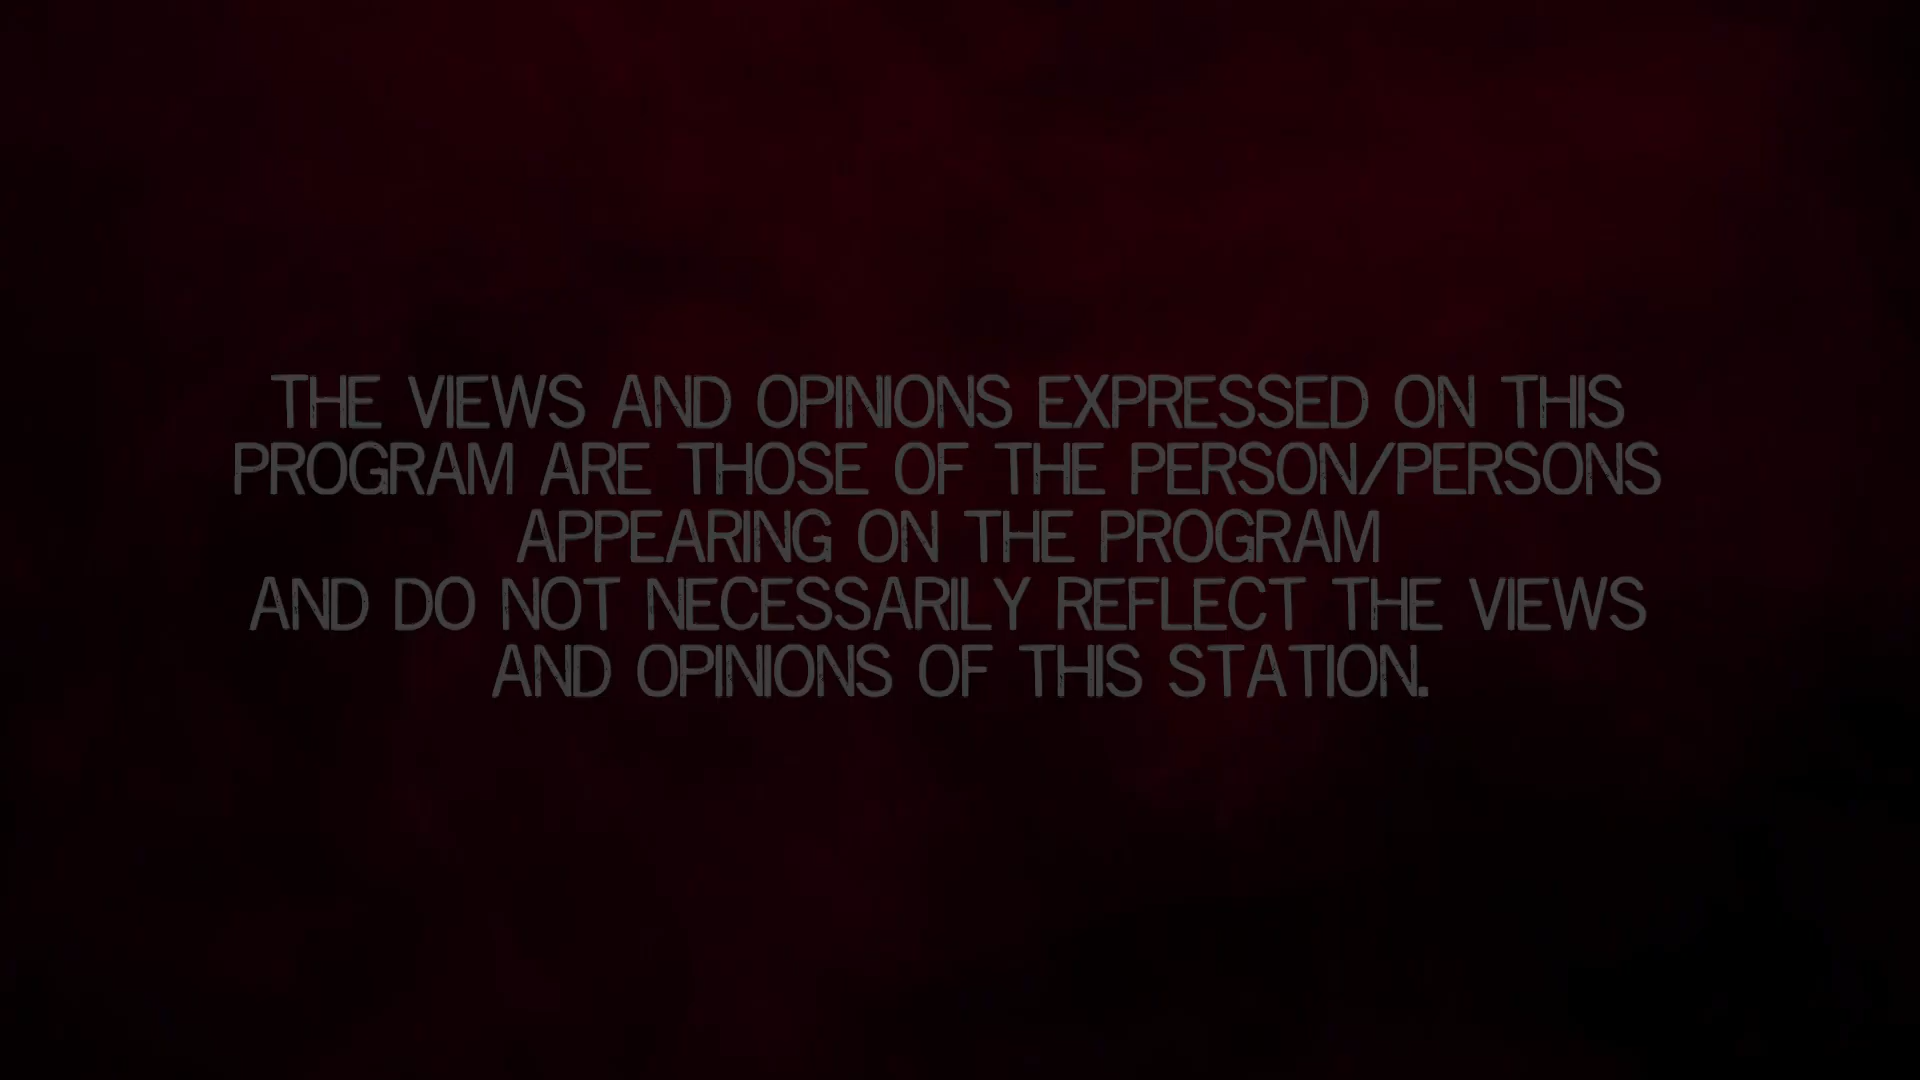 THE VIEWS AND OPINIONS EXPRESSED ON THIS
PROGRAM ARE THOSE OF THE PERSON/PERSONS
APPEARING ON THE PROGRAM
AND DO NOT NECESSARILY REFLECT THE VIEWS
AND OPINIONS OF THIS STATION.